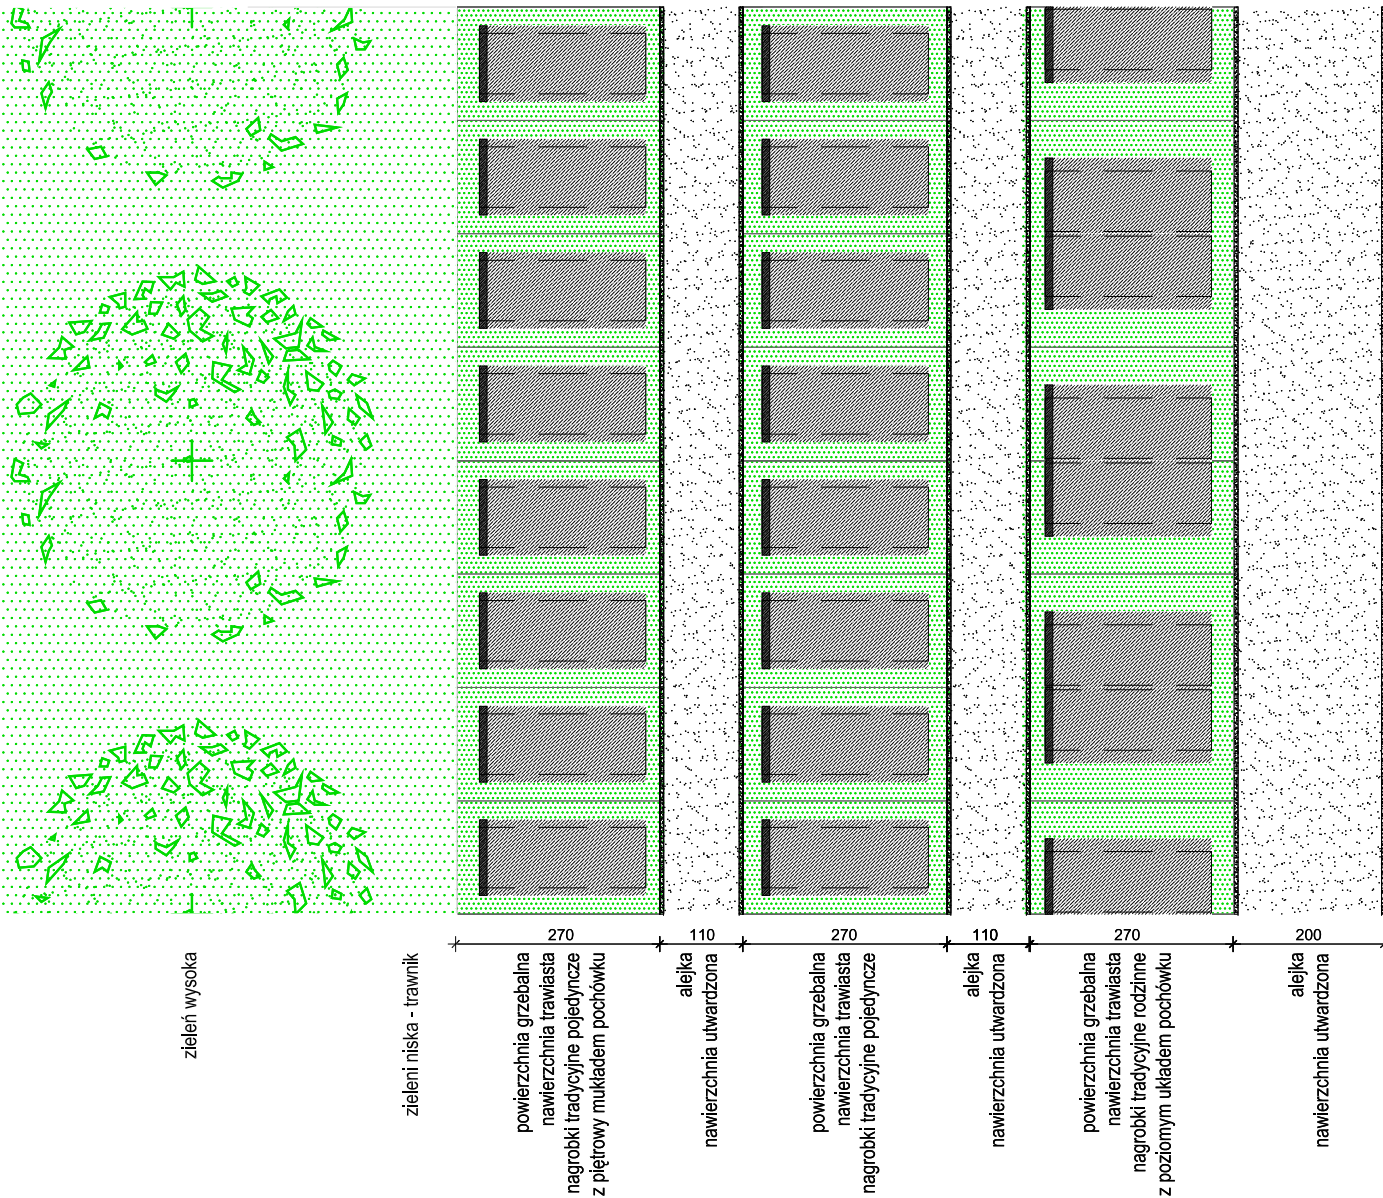 270
110
270
110
270
200
zieleń wysoka
zieleni niska - trawnik
powierzchnia grzebalna
nawierzchnia trawiasta
nagrobki tradycyjne pojedyncze
z piętrowy mukładem pochówku
alejka
nawierzchnia utwardzona
powierzchnia grzebalna
nawierzchnia trawiasta
nagrobki tradycyjne pojedyncze
alejka
nawierzchnia utwardzona
powierzchnia grzebalna
nawierzchnia trawiasta
nagrobki tradycyjne rodzinne
z poziomym układem pochówku
alejka
nawierzchnia utwardzona